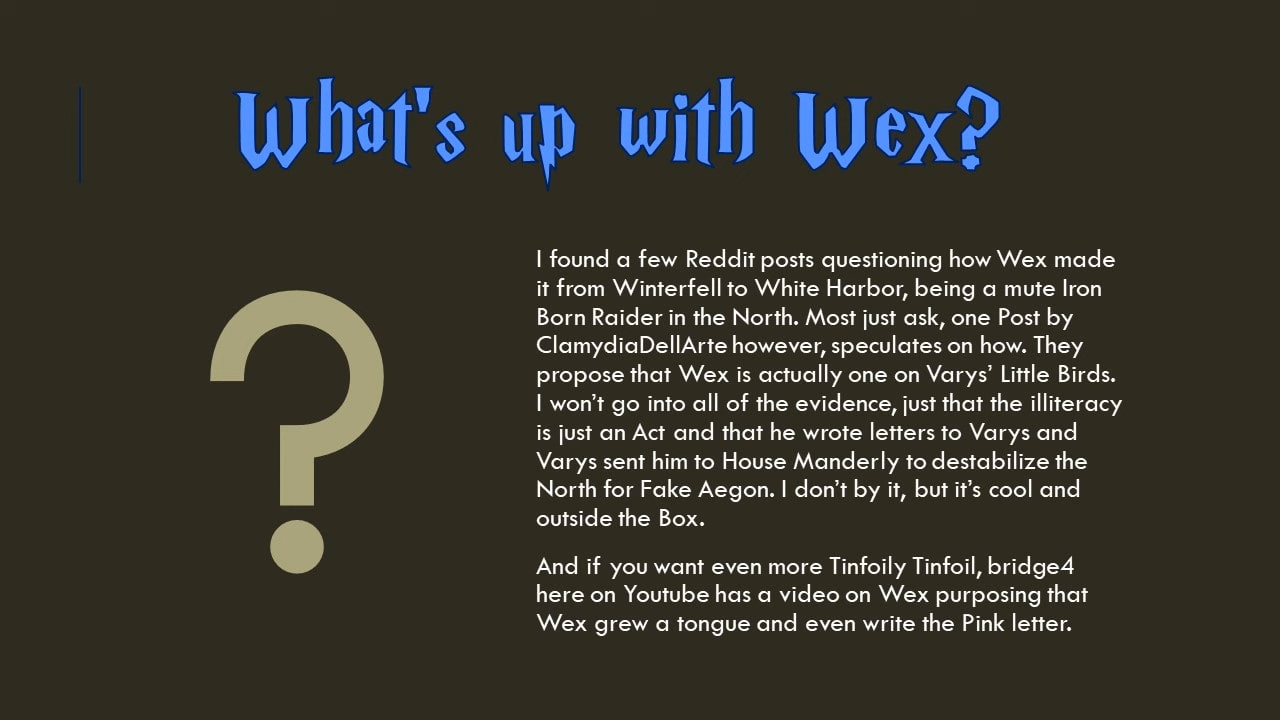 What's up with Wex?
I found a few Reddit posts questioning how Wex made
it from Winterfell to White Harbor, being a mute Iron
Born Raider in the North. Most just ask, one Post by
ClamydiaDellArte however, speculates on how. They
propose that Wex is actually one on Varys’ Little Birds.
I won’t go into all of the evidence, just that the illiteracy
is just an Act and that he wrote letters to Varys and
Varys sent him to House Manderly to destabilize the
North for Fake Aegon. I don’t by it, but it’s cool and
outside the Box.
And if you want even more Tinfoily Tinfoil, bridge4
here on Youtube has a video on Wex purposing that
Wex grew a tongue and even write the Pink letter.
?